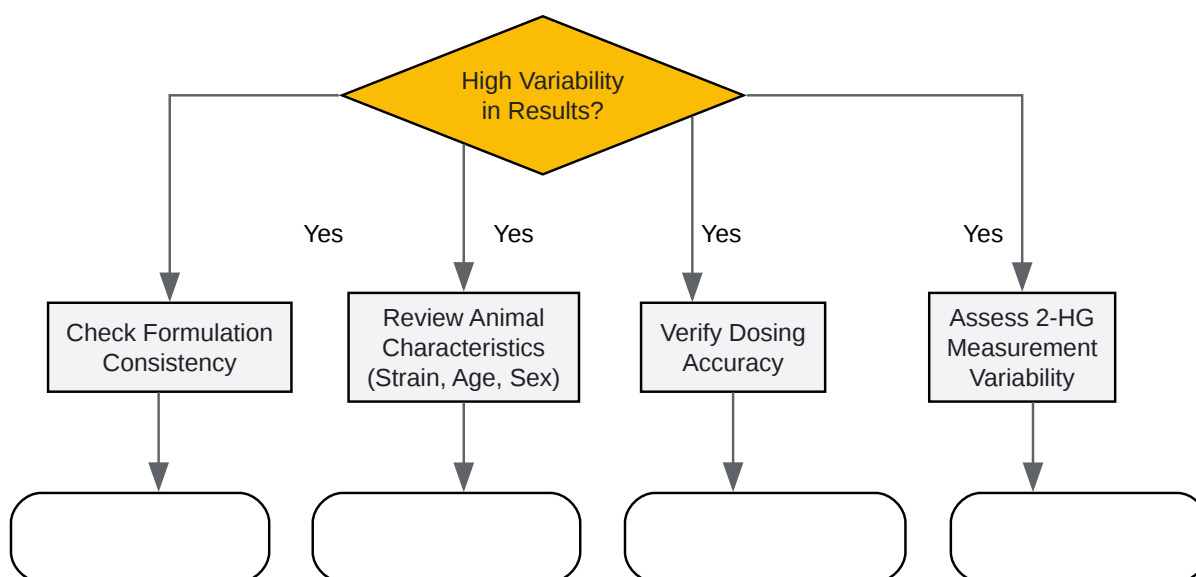 High Variability
in Results?
Yes
Yes
Yes
Yes
Check Formulation
Consistency
Review Animal
Characteristics
(Strain, Age, Sex)
Verify Dosing
Accuracy
Assess 2-HG
Measurement
Variability